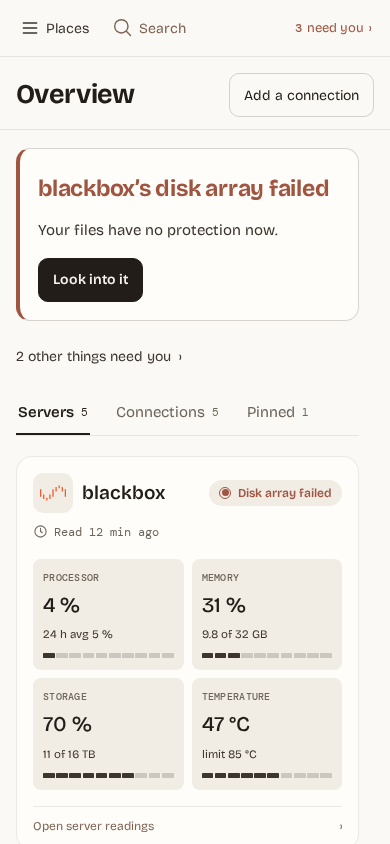 Places
Search
3 need you ›
Overview
Add a connection
blackbox's disk array failed
Your files have no protection now.
Look into it
2 other things need you ›
Servers 5
Connections 5
Pinned 1
blackbox
Disk array failed
Read 12 min ago
PROCESSOR
4 %
24 h avg 5 %
MEMORY
31 %
9.8 of 32 GB
STORAGE
70 %
11 of 16 TB
TEMPERATURE
47 °C
limit 85 °C
Open server readings ›